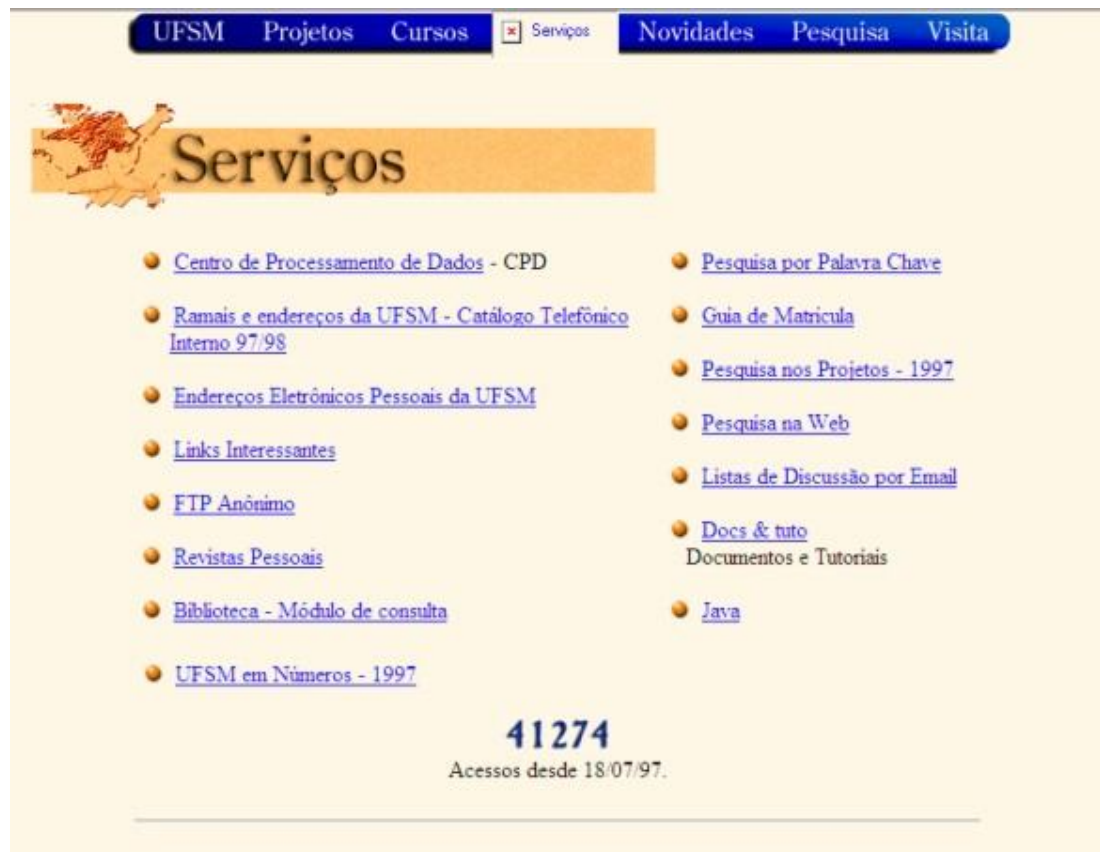 UFSM Projetos Cursos Serviços Novidades Pesquisa Visita
Serviços
Centro de Processamento de Dados - CPD
Ramais e endereços da UFSM - Catálogo Telefônico
Interno 97/98
Endereços Eletrônicos Pessoais da UFSM
Links Interessantes
FTP Anônimo
Revistas Pessoais
Biblioteca - Módulo de consulta
UFSM em Números - 1997
Pesquisa por Palavra Chave
Guia de Matricula
Pesquisa nos Projetos - 1997
Pesquisa na Web
Listas de Discussão por Email
Docs & tuto
Documentos e Tutoriais
Java
41274
Acessos desde 18/07/97.